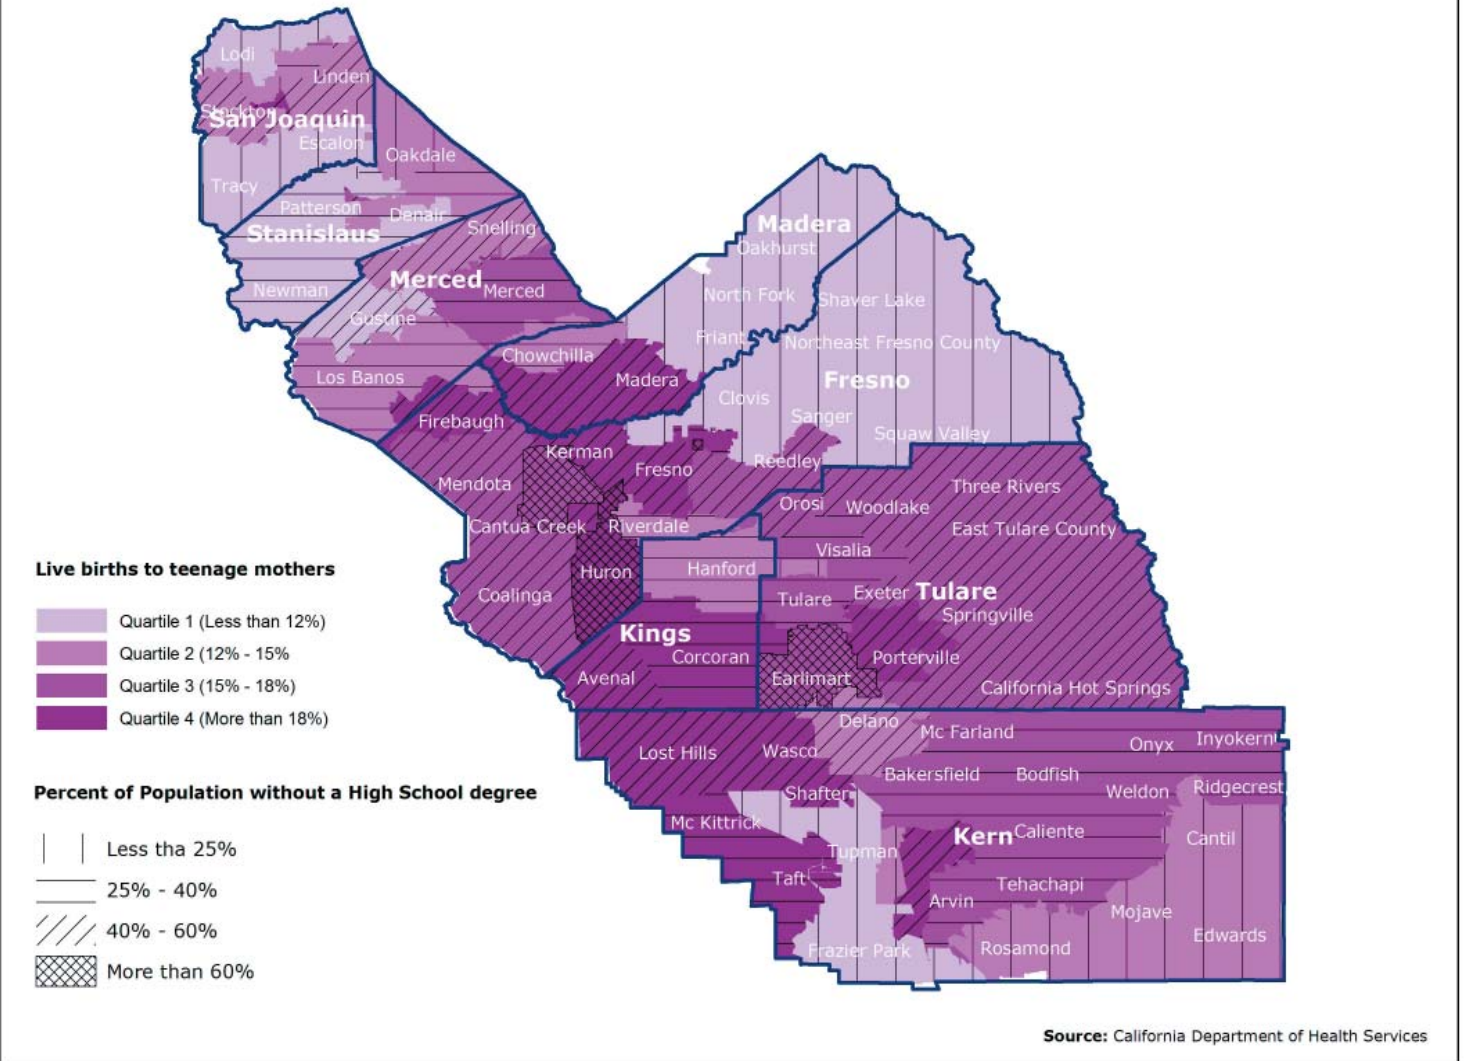 Lodi
Linden
Stockton
San Joaquin
Escalon
Oakdale
Tracy
Patterson
Denair
Stanislaus
Snelling
Madera
Oakhurst
Merced
Newman
Merced
North Fork
Shaver Lake
Gustine
Friant
Northeast Fresno County
Chowchilla
Los Banos
Madera
Fresno
Clovis
Firebaugh
Sanger
Squaw Valley
Kerman
Fresno
Reedley
Mendota
Three Rivers
Orosi
Woodlake
Cantua Creek
Riverdale
East Tulare County
Visalia
Live births to teenage mothers
Huron
Hanford
Coalinga
Tulare
Exeter
Tulare
Springville
Quartile 1 (Less than 12%)
Kings
Quartile 2 (12% - 15%
Corcoran
Porterville
Avenal
Earlimart
Quartile 3 (15% - 18%)
California Hot Springs
Quartile 4 (More than 18%)
Delano
Mc Farland
Onyx
Inyokern
Lost Hills
Wasco
Bakersfield
Bodfish
Percent of Population without a High School degree
Shafter
Weldon
Ridgecrest
Mc Kittrick
Kern
Caliente
Cantil
Less tha 25%
Tupman
Taft
Tehachapi
25% - 40%
Arvin
Mojave
40% - 60%
Edwards
Frazier Park
Rosamond
More than 60%
Source: California Department of Health Services